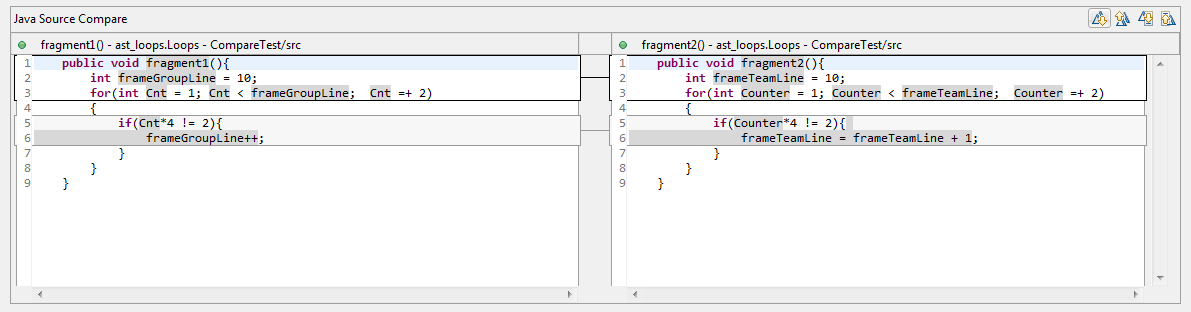 Java Source Compare
fragment1() - ast_loops.Loops - CompareTest/src
1 public void fragment1(){
2 int frameGroupLine = 10;
3 for(int Cnt = 1; Cnt < frameGroupLine; Cnt =+ 2)
4 {
5 if(Cnt*4 != 2){
6 frameGroupLine++;
7 }
8 }
9 }
fragment2() - ast_loops.Loops - CompareTest/src
1 public void fragment2(){
2 int frameTeamLine = 10;
3 for(int Counter = 1; Counter < frameTeamLine; Counter =+ 2)
4 {
5 if(Counter*4 != 2){
6 frameTeamLine = frameTeamLine + 1;
7 }
8 }
9 }